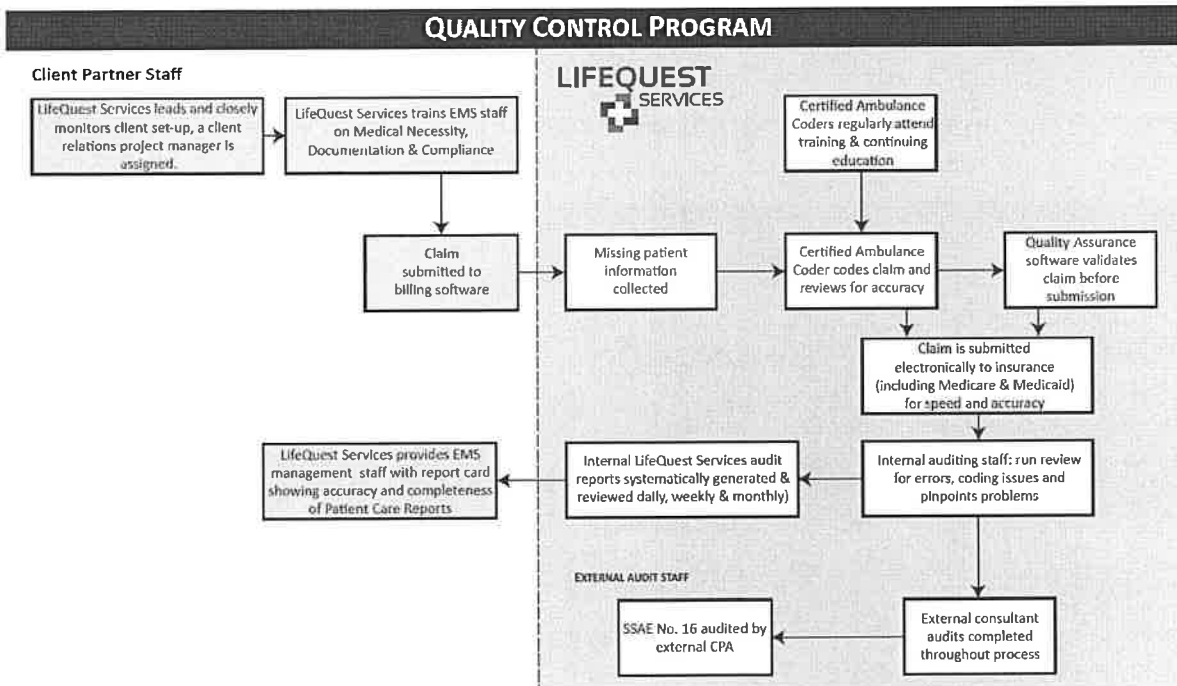 QUALITY CONTROL PROGRAM
Client Partner Staff
LIFEQUEST
SERVICES
LifeQuest Services leads and closely
monitors client set-up, a client
relations project manager is
assigned.
LifeQuest Services trains EMS staff
on Medical Necessity,
Documentation & Compliance
Certified Ambulance
Coders regularly attend
training & continuing
education
Claim
submitted to
billing software
Missing patient
information
collected
Certified Ambulance
Coder codes claim and
reviews for accuracy
Quality Assurance
software validates
claim before
submission
Claim is submitted
electronically to insurance
(including Medicare & Medicaid)
for speed and accuracy
LifeQuest Services provides EMS
management staff with report card
showing accuracy and completeness
of Patient Care Reports
Internal LifeQuest Services audit
reports systematically generated &
reviewed daily, weekly & monthly)
Internal auditing staff: run review
for errors, coding issues and
pinpoints problems
EXTERNAL AUDIT STAFF
SSAE No. 16 audited by
external CPA
External consultant
audits completed
throughout process